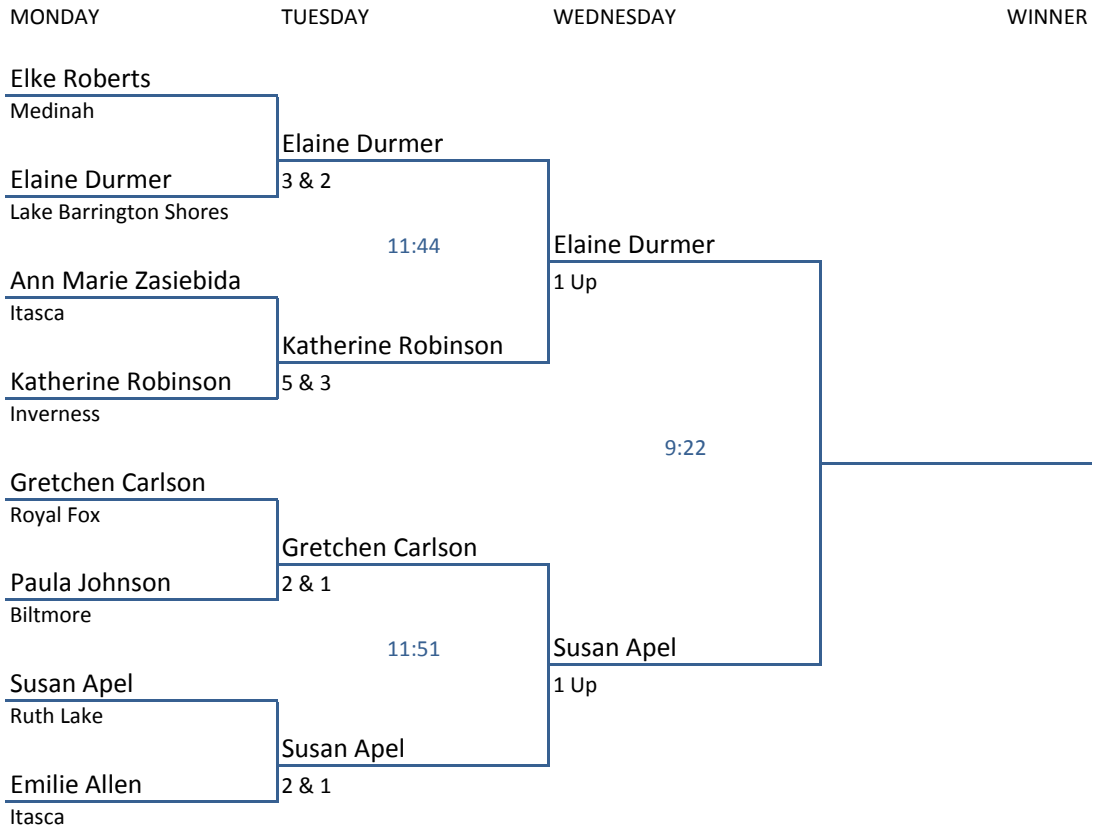 MONDAY TUESDAY WEDNESDAY WINNER
Elke Roberts
Medinah
Elaine Durmer
Elaine Durmer
3 & 2
Lake Barrington Shores
11:44
Elaine Durmer
Ann Marie Zasiebida
1 Up
Itasca
Katherine Robinson
Katherine Robinson
5 & 3
Inverness
9:22
Gretchen Carlson
Royal Fox
Gretchen Carlson
Paula Johnson
2 & 1
Biltmore
11:51
Susan Apel
Susan Apel
1 Up
Ruth Lake
Susan Apel
Emilie Allen
2 & 1
Itasca